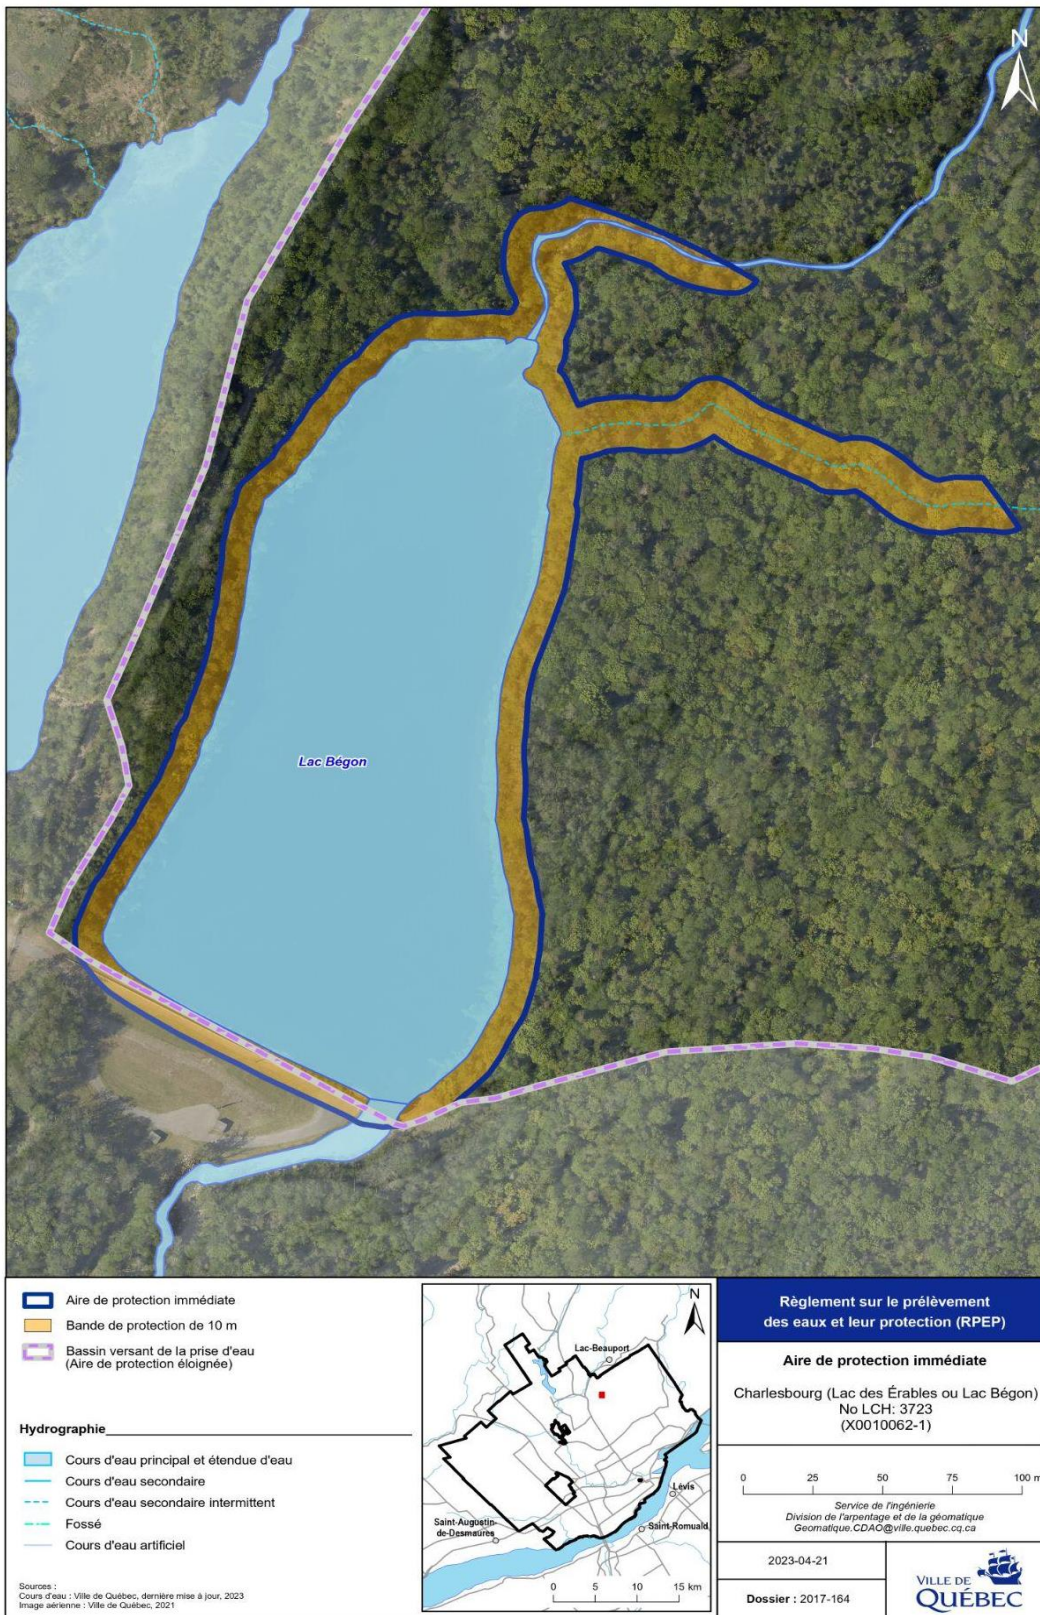 N
Lac Bégon
Aire de protection immédiate
Bande de protection de 10 m
Bassin versant de la prise d'eau
(Aire de protection éloignée)
Hydrographie
Cours d'eau principal et étendue d'eau
Cours d'eau secondaire
Cours d'eau secondaire intermittent
Fossé
Cours d'eau artificiel
Sources :
Cours d'eau : Ville de Québec, dernière mise à jour, 2023
Image aérienne : Ville de Québec, 2021
N
Lac-Beauport
Lévis
Saint-Augustin-
de-Desmaures
Saint-Romuald
0 5 10 15 km
Règlement sur le prélèvement
des eaux et leur protection (RPEP)
Aire de protection immédiate
Charlesbourg (Lac des Érables ou Lac Bégon)
No LCH: 3723
(X0010062-1)
0 25 50 75 100 m
Service de l'ingénierie
Division de l'arpentage et de la géomatique
Geomatique.CDAO@ville.quebec.qc.ca
2023-04-21
Dossier : 2017-164
VILLE DE
QUÉBEC